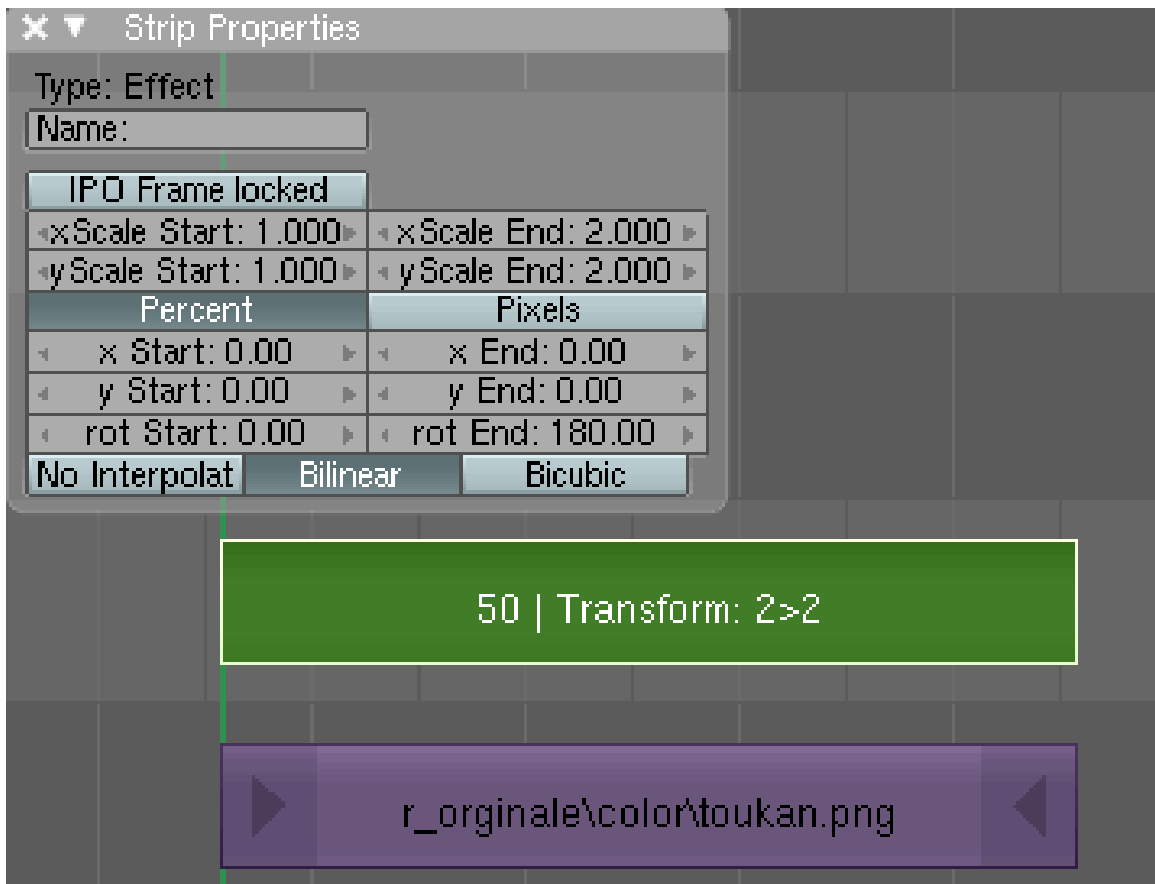 Strip Properties
Type: Effect
Name:
IPO Frame locked
xScale Start: 1.000 xScale End: 2.000
yScale Start: 1.000 yScale End: 2.000
Percent Pixels
x Start: 0.00 x End: 0.00
y Start: 0.00 y End: 0.00
rot Start: 0.00 rot End: 180.00
No Interpolat Bilinear Bicubic
50 | Transform: 2>2
r_orginale\color\toukan.png